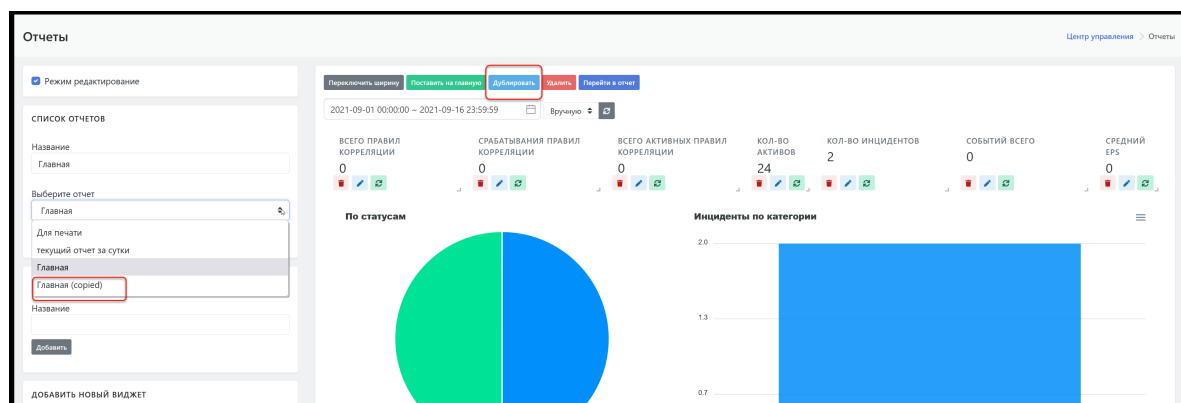 Отчеты
Центр управления > Отчеты
Режим редактирование
СПИСОК ОТЧЕТОВ
Название
Главная
Выберите отчет
Главная
Для печати
текущий отчет за сутки
Главная
Главная (copied)
Название
Добавить
ДОБАВИТЬ НОВЫЙ ВИДЖЕТ
Переключить ширину Поставить на главную Дублировать Удалить Перейти в отчет
2021-09-01 00:00:00 ~ 2021-09-16 23:59:59 Вручную
ВСЕГО ПРАВИЛ
КОРРЕЛЯЦИИ
0
СРАБАТЫВАНИЯ ПРАВИЛ
КОРРЕЛЯЦИИ
0
ВСЕГО АКТИВНЫХ ПРАВИЛ
КОРРЕЛЯЦИИ
0
КОЛ-ВО
АКТИВОВ
24
КОЛ-ВО ИНЦИДЕНТОВ
2
СОБЫТИЙ ВСЕГО
0
СРЕДНИЙ
EPS
0
По статусам
Инциденты по категории
2.0
1.3
0.7